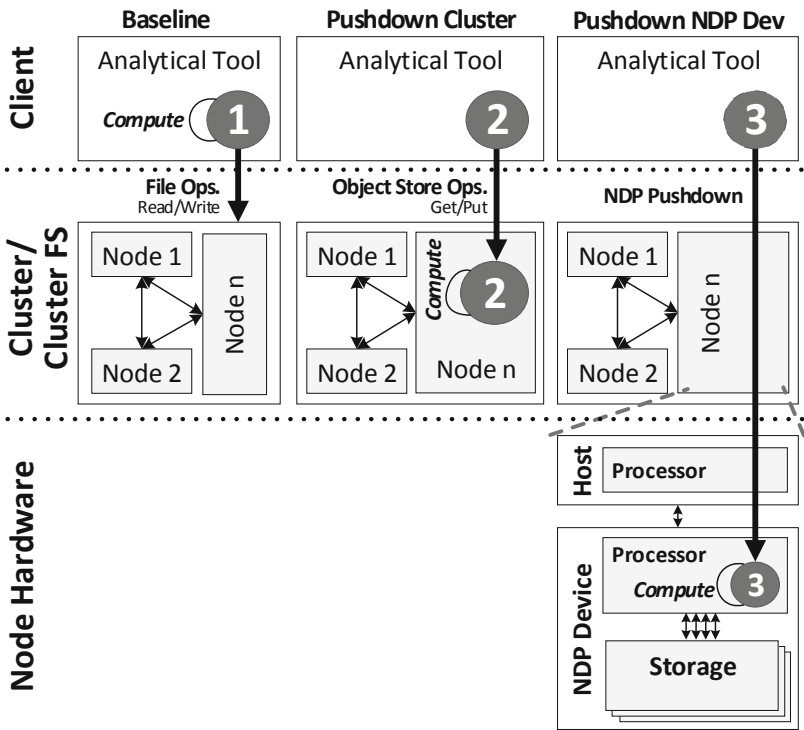 Baseline
Pushdown Cluster
Pushdown NDP Dev
Client
Analytical Tool
Compute
1
Analytical Tool
2
Analytical Tool
3
Cluster/
Cluster FS
File Ops.
Read/Write
Node 1
Node 2
Node n
Object Store Ops.
Get/Put
Node 1
Node 2
Compute
2
Node n
NDP Pushdown
Node 1
Node 2
Node n
Node Hardware
Host
Processor
NDP Device
Processor
Compute
3
Storage